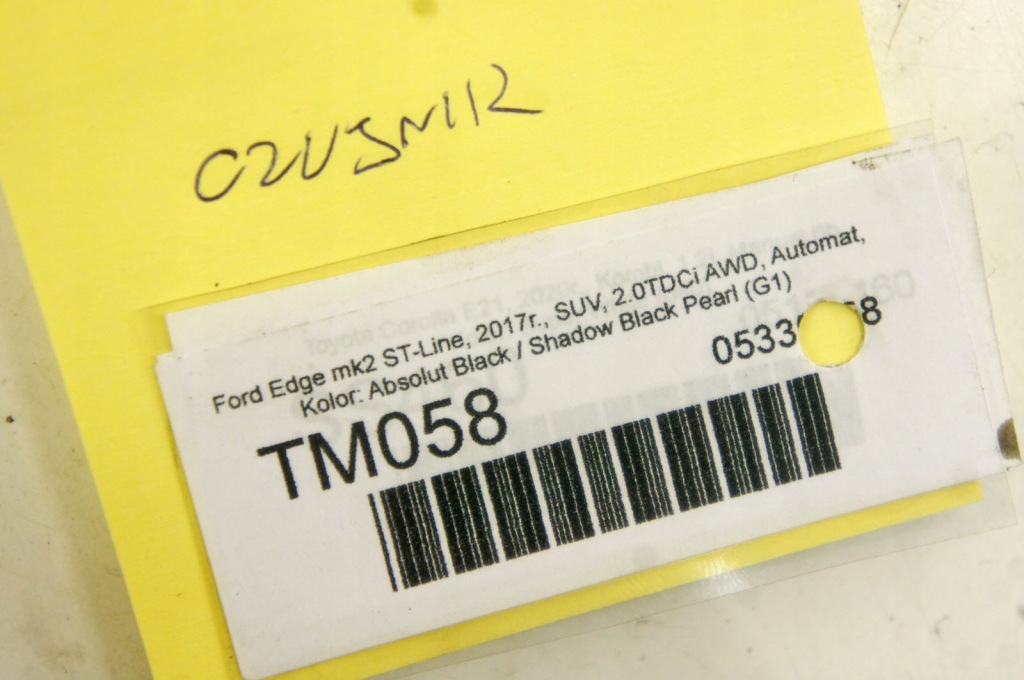 CZUJNIK
Ford Edge mk2 ST-Line, 2017r., SUV, 2.0TDCi AWD, Automat,
Kolor: Absolut Black / Shadow Black Pearl (G1)
TM058